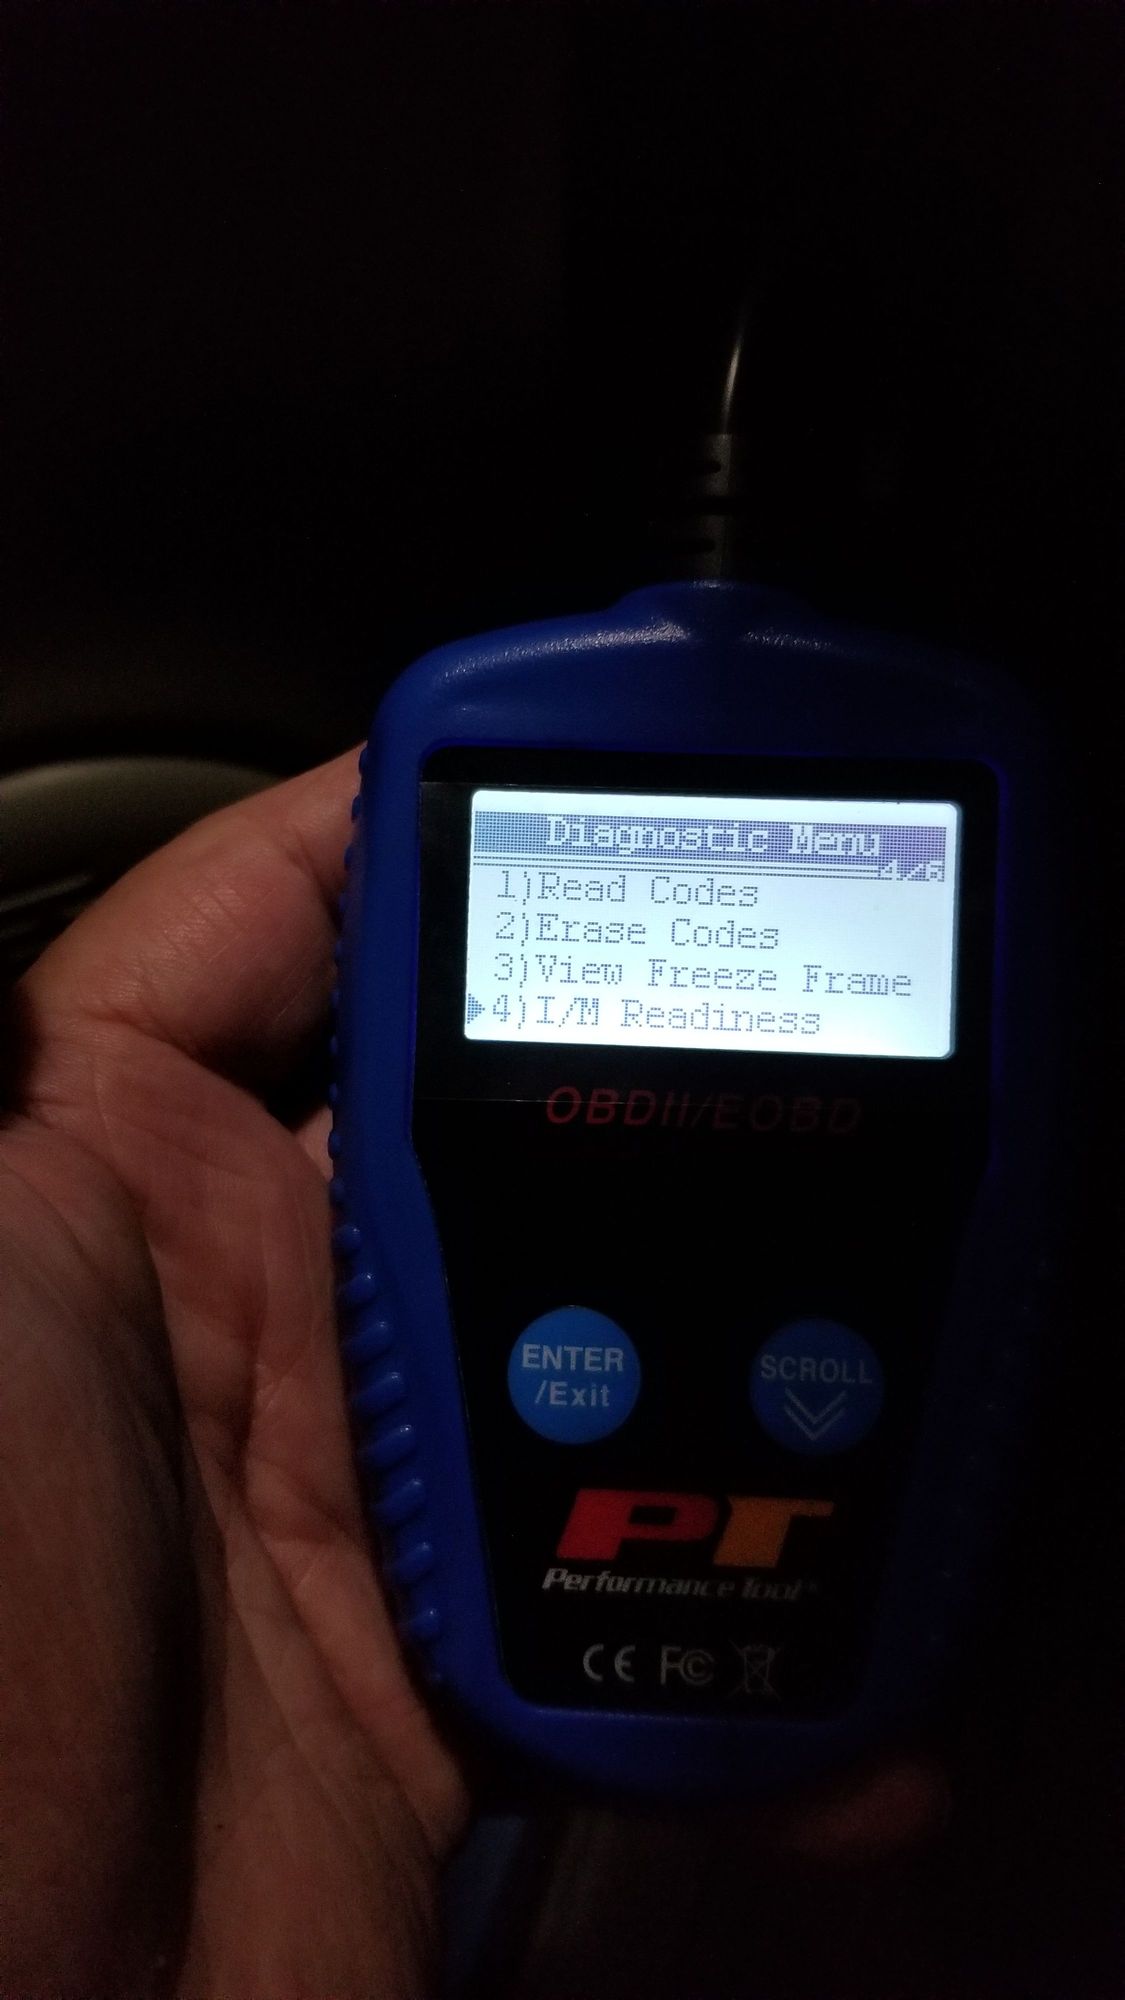 Diagnostic Menu
4/6
1)Read Codes
2)Erase Codes
3)View Freeze Frame
4)I/M Readiness
OBDII/EOBD
ENTER
/Exit
SCROLL
PT
Performance Tool®
CE FC